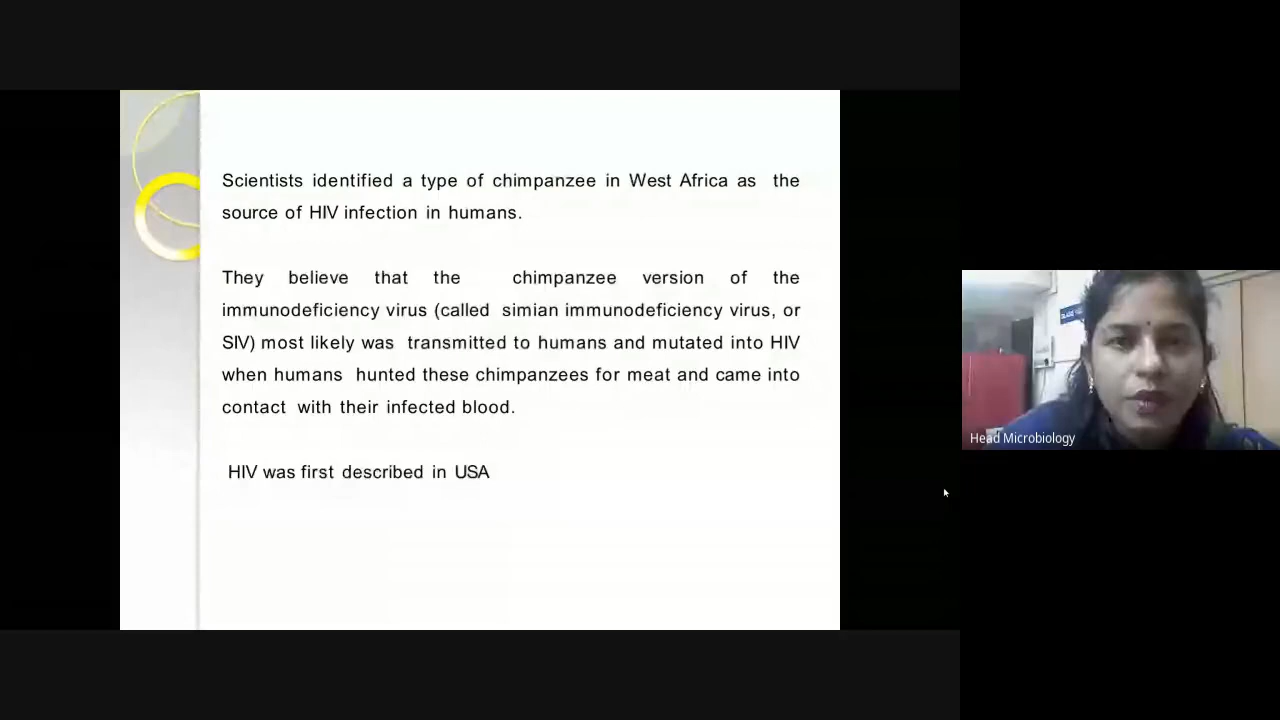 Scientists identified a type of chimpanzee in West Africa as the
source of HIV infection in humans.
They believe that the chimpanzee version of the
immunodeficiency virus (called simian immunodeficiency virus, or
SIV) most likely was transmitted to humans and mutated into HIV
when humans hunted these chimpanzees for meat and came into
contact with their infected blood.
HIV was first described in USA
Head Microbiology